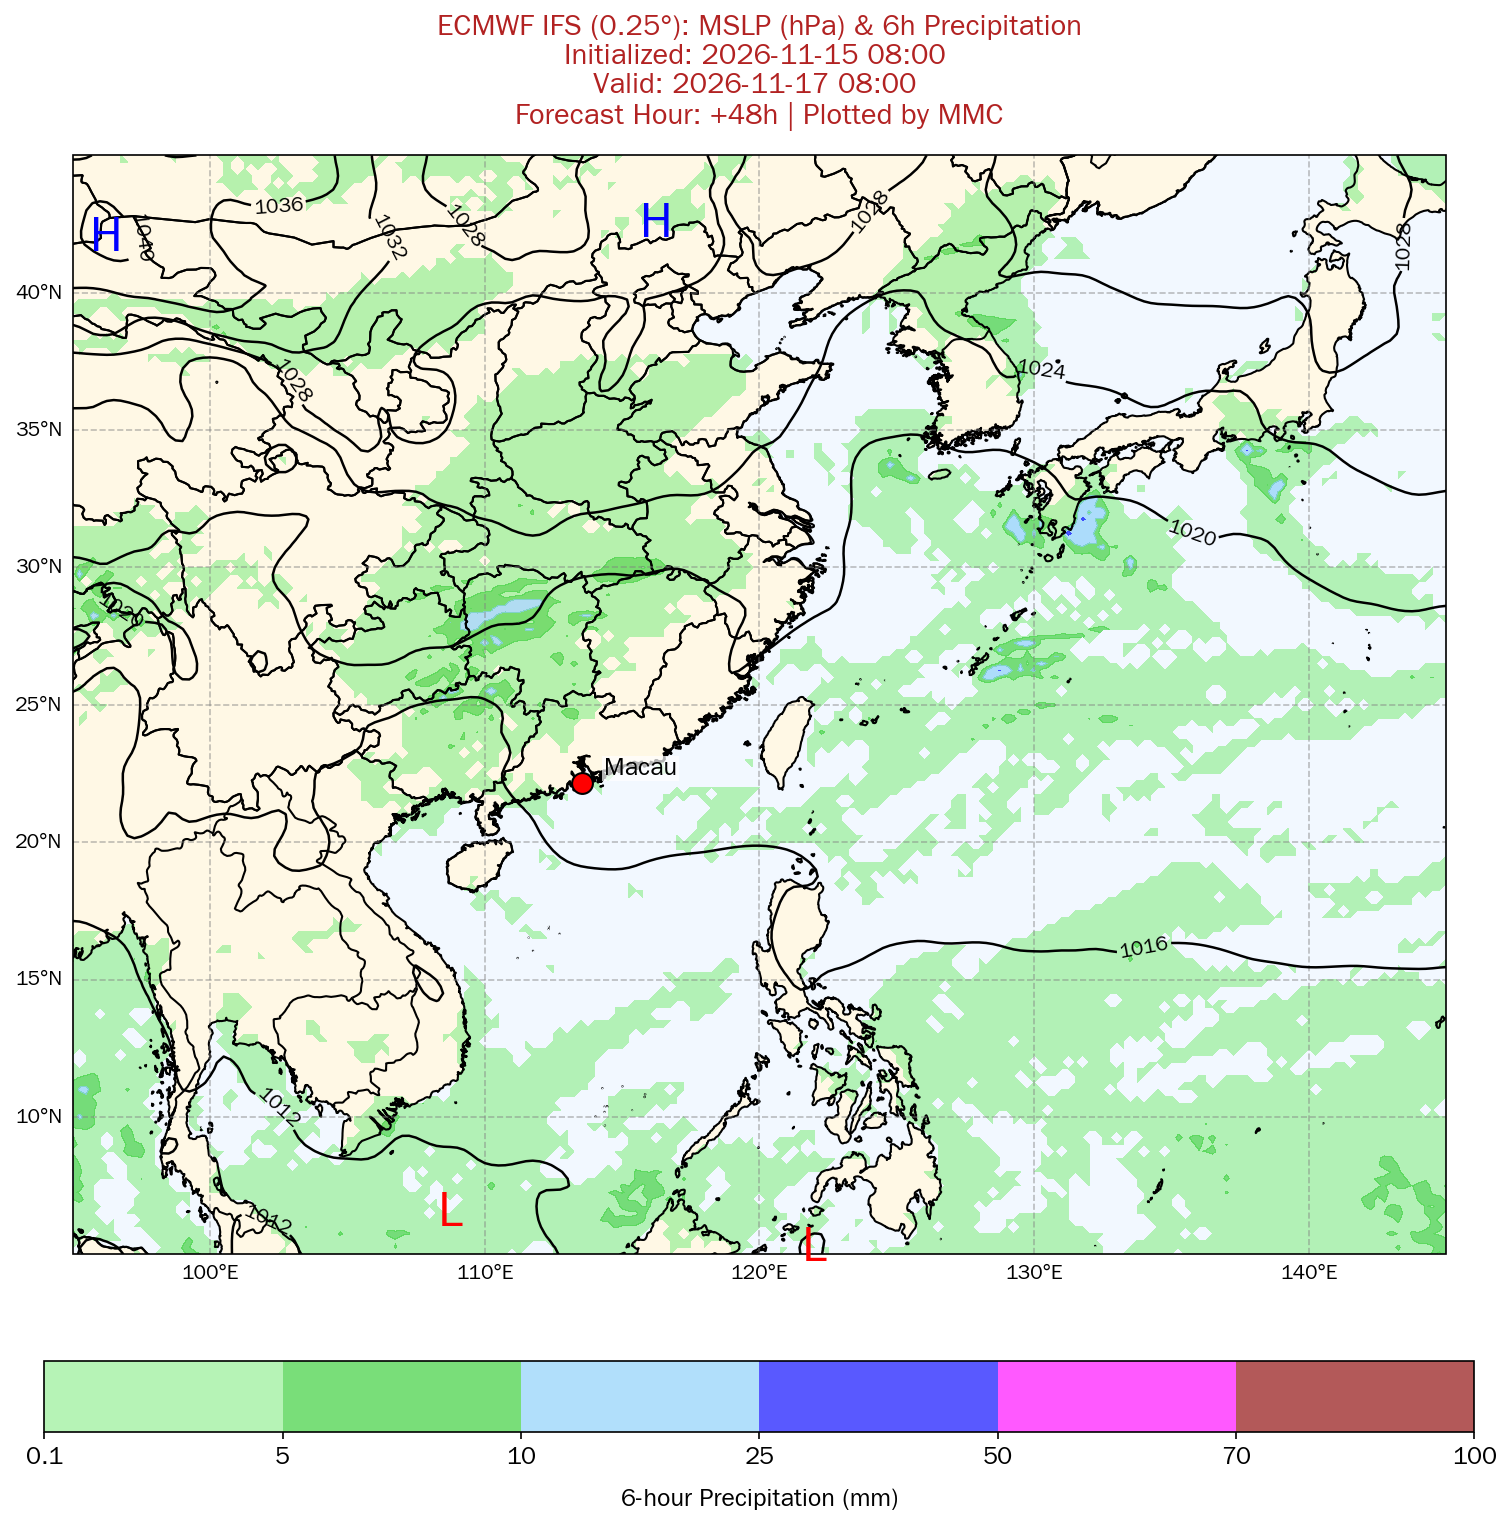 ECMWF IFS (0.25°): MSLP (hPa) & 6h Precipitation
Initialized: 2026-11-15 08:00
Valid: 2026-11-17 08:00
Forecast Hour: +48h | Plotted by MMC
1036
1032
1028
1028
1028
H
1040
H
40°N
1028
1024
35°N
1020
30°N
1020
25°N
Macau
20°N
1016
15°N
1012
10°N
L
1012
L
100°E
110°E
120°E
130°E
140°E
0.1
5
10
25
50
70
100
6-hour Precipitation (mm)